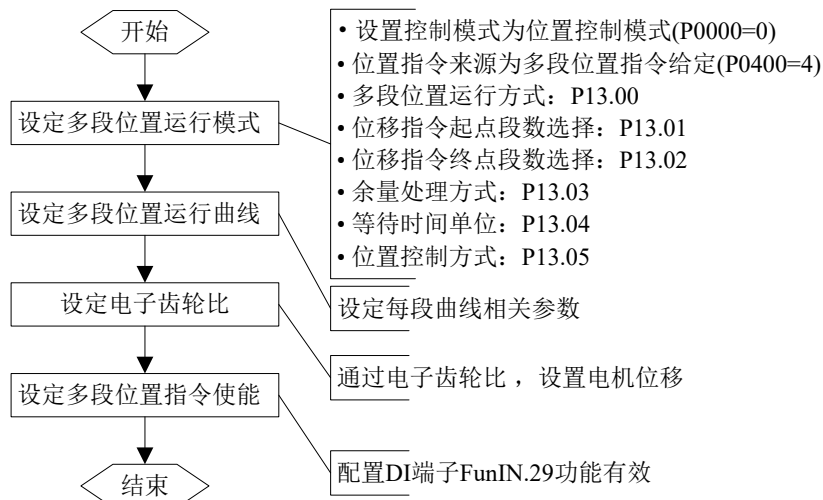 开始
设定多段位置运行模式
• 设置控制模式为位置控制模式(P0000=0)
• 位置指令来源为多段位置指令给定(P0400=4)
• 多段位置运行方式：P13.00
• 位移指令起点段数选择：P13.01
• 位移指令终点段数选择：P13.02
• 余量处理方式：P13.03
• 等待时间单位：P13.04
• 位置控制方式：P13.05
设定多段位置运行曲线
设定每段曲线相关参数
设定电子齿轮比
通过电子齿轮比，设置电机位移
设定多段位置指令使能
配置DI端子FunIN.29功能有效
结束